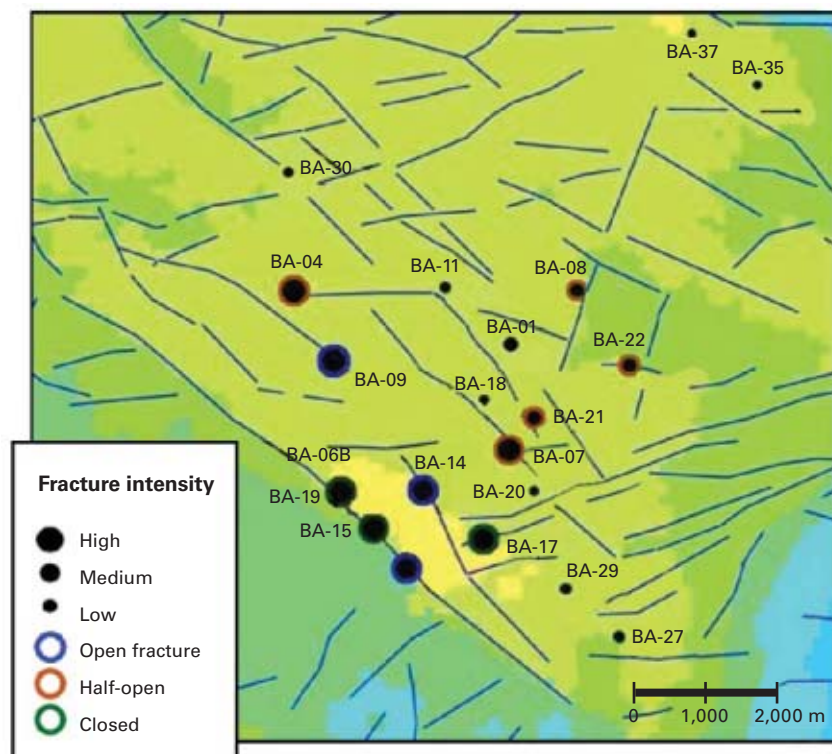 BA-37
BA-35
BA-30
BA-04
BA-11
BA-08
BA-01
BA-22
BA-09
BA-18
BA-21
BA-07
BA-06B
BA-14
BA-19
BA-20
BA-15
BA-17
BA-29
BA-27
Fracture intensity
High
Medium
Low
Open fracture
Half-open
Closed
0 1,000 2,000 m